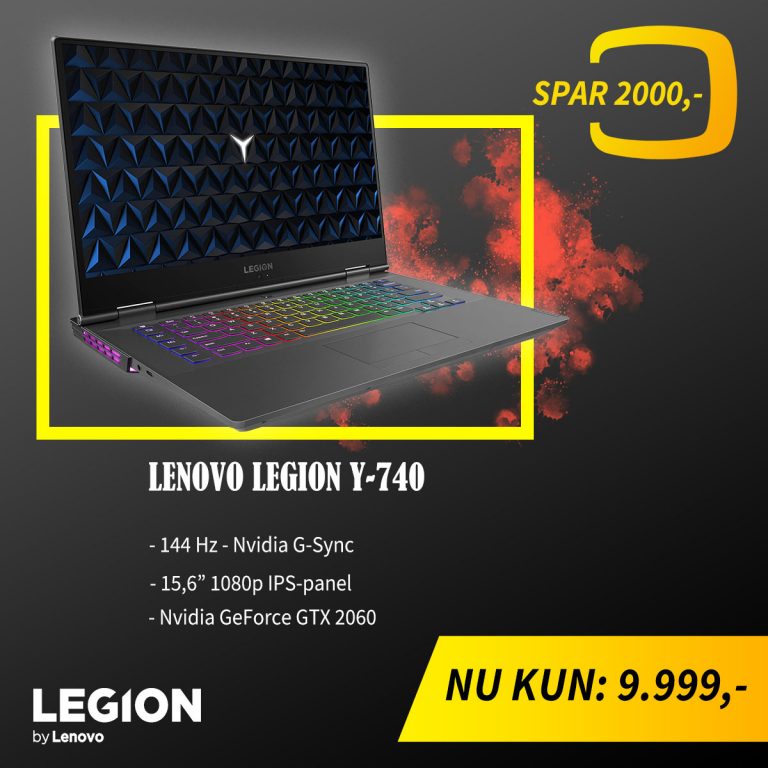 SPAR 2000,-
LEGION
LENOVO LEGION Y-740
- 144 Hz - Nvidia G-Sync
- 15,6” 1080p IPS-panel
- Nvidia GeForce GTX 2060
NU KUN: 9.999,-
LEGION
by Lenovo